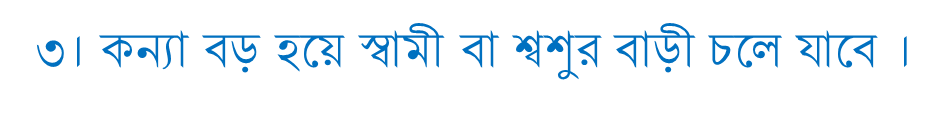 ৩। কন্যা বড় হয়ে স্বামী বা শ্বশুর বাড়ী চলে যাবে ।